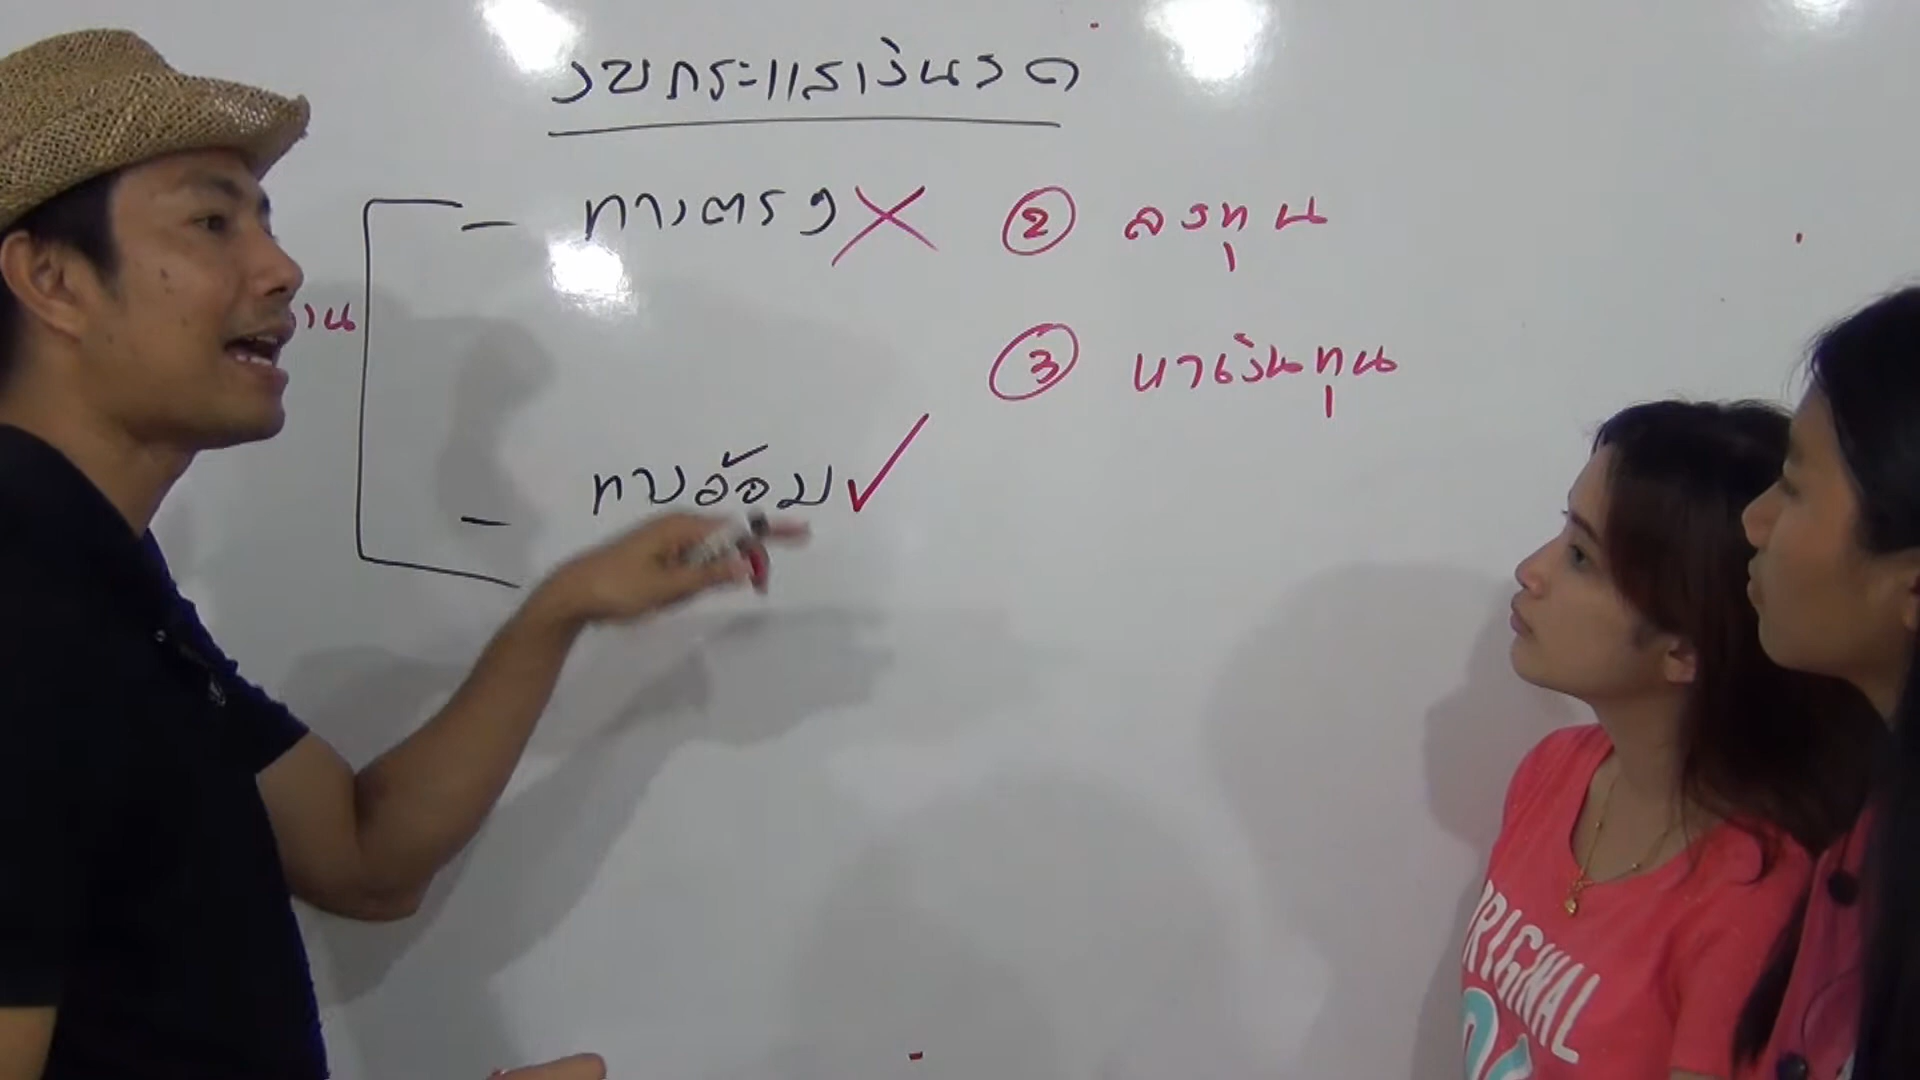 งบกระแสเงินสด
- ทางตรง ✗
② ลงทุน
าน
③ หาเงินทุน
- ทางอ้อม ✓
ORIGINAL